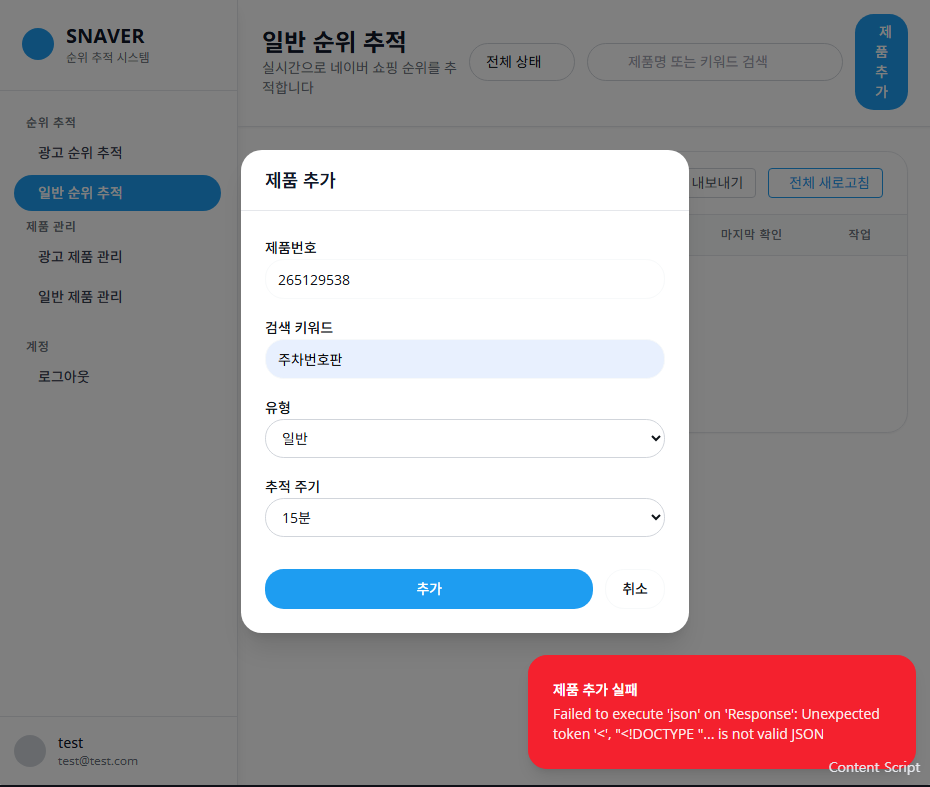 SNAVER
순위 추적 시스템
순위 추적
광고 순위 추적
일반 순위 추적
제품 관리
광고 제품 관리
일반 제품 관리
계정
로그아웃
test
test@test.com
일반 순위 추적
실시간으로 네이버 쇼핑 순위를 추
적합니다
전체 상태
제품명 또는 키워드 검색
제
품
추
가
내보내기
전체 새로고침
마지막 확인
작업
제품 추가
제품번호
265129538
검색 키워드
주차번호판
유형
일반
추적 주기
15분
추가
취소
제품 추가 실패
Failed to execute 'json' on 'Response': Unexpected
token '<', "<!DOCTYPE "... is not valid JSON
Content Script